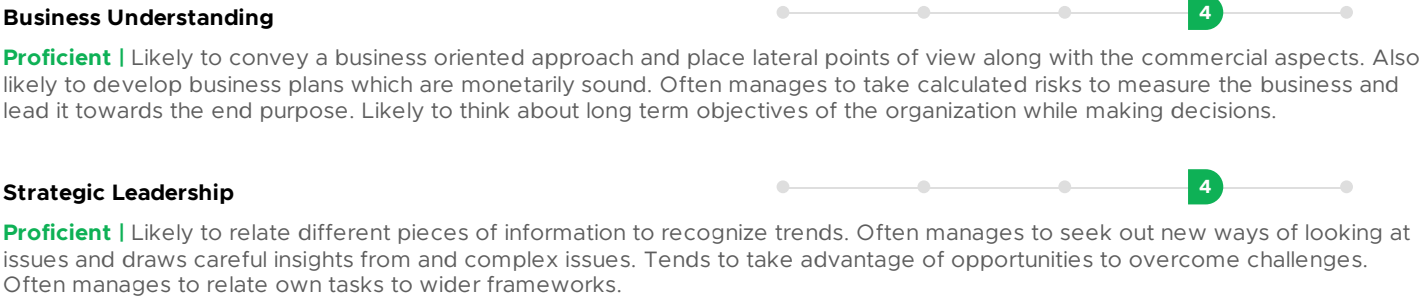 Business Understanding
4
Proficient | Likely to convey a business oriented approach and place lateral points of view along with the commercial aspects. Also
likely to develop business plans which are monetarily sound. Often manages to take calculated risks to measure the business and
lead it towards the end purpose. Likely to think about long term objectives of the organization while making decisions.
Strategic Leadership
4
Proficient | Likely to relate different pieces of information to recognize trends. Often manages to seek out new ways of looking at
issues and draws careful insights from and complex issues. Tends to take advantage of opportunities to overcome challenges.
Often manages to relate own tasks to wider frameworks.